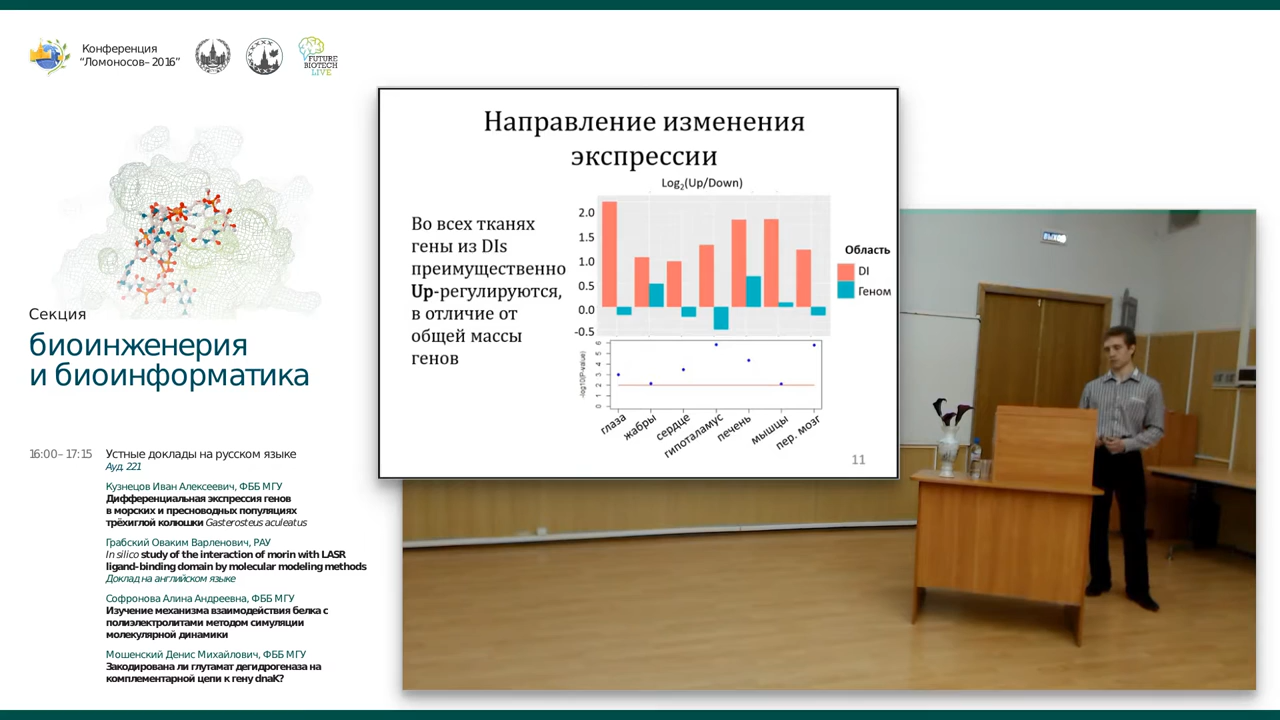 Конференция
“Ломоносов–2016”
FUTURE
BIOTECH
LIVE
Секция
биоинженерия
и биоинформатика
16:00–17:15 Устные доклады на русском языке
Ауд. 221
Кузнецов Иван Алексеевич, ФББ МГУ
Дифференциальная экспрессия генов
в морских и пресноводных популяциях
трёхиглой колюшки Gasterosteus aculeatus
Грабский Оваким Варленович, РАУ
In silico study of the interaction of morin with LASR
ligand-binding domain by molecular modeling methods
Доклад на английском языке
Софронова Алина Андреевна, ФББ МГУ
Изучение механизма взаимодействия белка с
полиэлектролитами методом симуляции
молекулярной динамики
Мошенский Денис Михайлович, ФББ МГУ
Закодирована ли глутамат дегидрогеназа на
комплементарной цепи к гену dnaK?
Направление изменения
экспрессии
Во всех тканях
гены из DIs
преимущественно
Up-регулируются,
в отличие от
общей массы
генов
Log2(Up/Down)
2.0
1.5
1.0
0.5
0.0
-0.5
Область
DI
Геном
-log10(P-value)
6
5
4
3
2
1
0
глаза
жабры
сердце
гипоталамус
печень
мышцы
пер. мозг
11